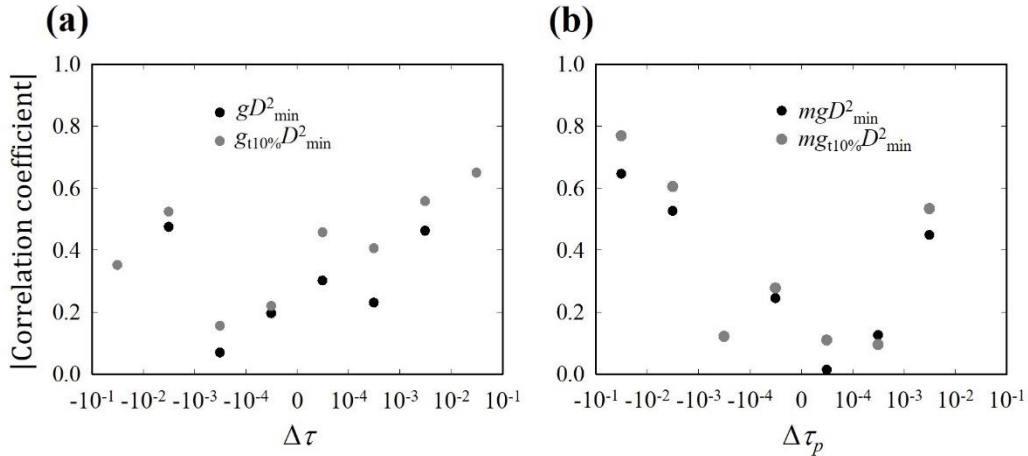 (a)
(b)
|Correlation coefficient|
1.0
0.8
0.6
0.4
0.2
0.0
gD²min
gt10%D²min
-10⁻¹ -10⁻² -10⁻³ -10⁻⁴ 0 10⁻⁴ 10⁻³ 10⁻² 10⁻¹
Δτ
1.0
0.8
0.6
0.4
0.2
0.0
mgD²min
mgt10%D²min
-10⁻¹ -10⁻² -10⁻³ -10⁻⁴ 0 10⁻⁴ 10⁻³ 10⁻² 10⁻¹
Δτp